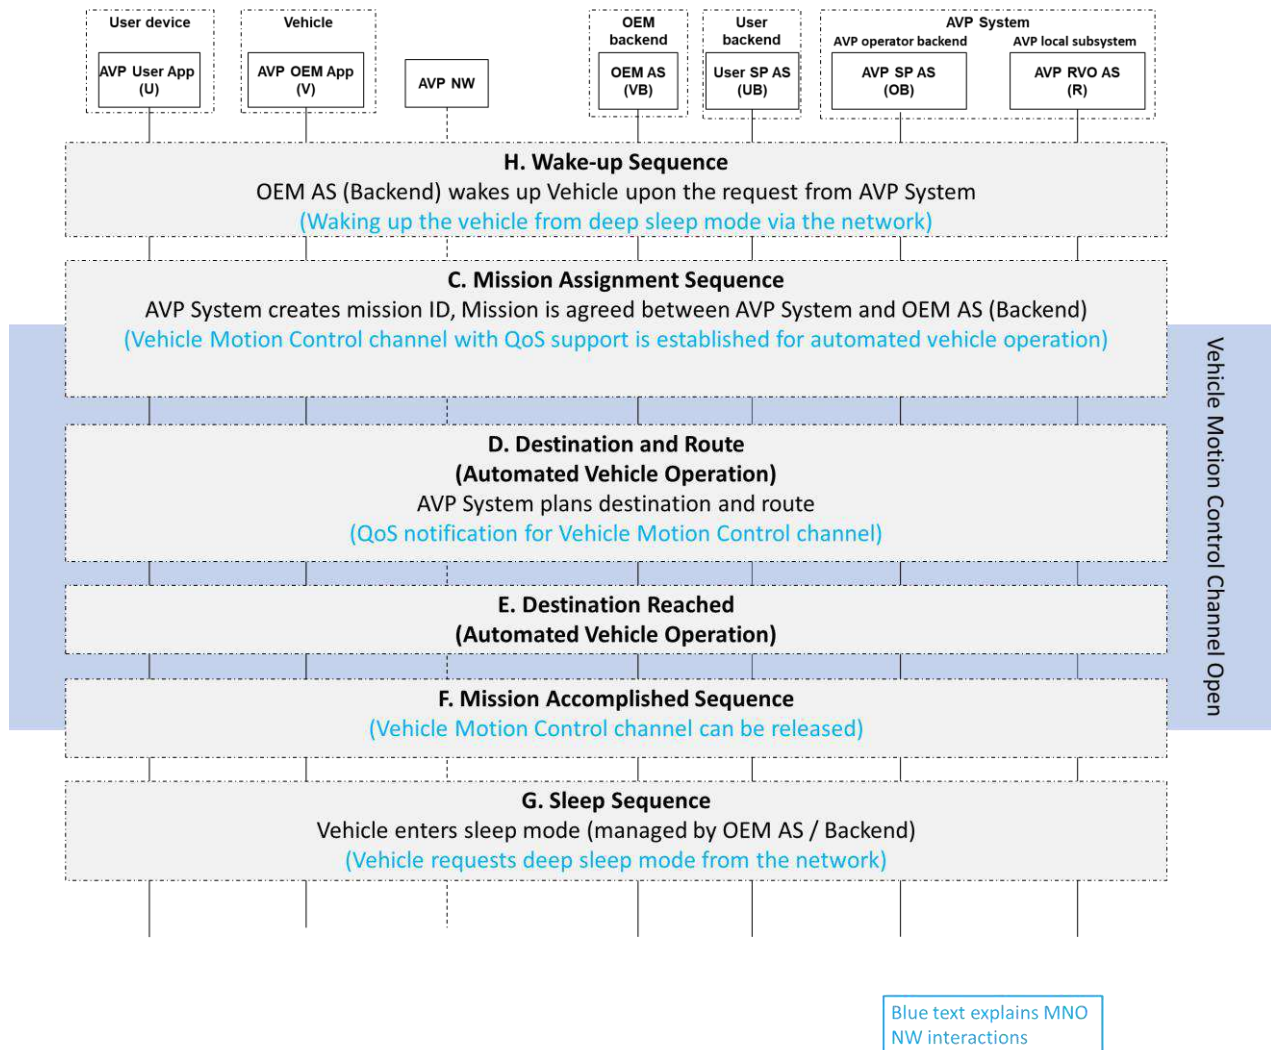 User device
Vehicle
OEM
backend
User
backend
AVP System
AVP operator backend
AVP local subsystem
AVP User App
(U)
AVP OEM App
(V)
AVP NW
OEM AS
(VB)
User SP AS
(UB)
AVP SP AS
(OB)
AVP RVO AS
(R)
H. Wake-up Sequence
OEM AS (Backend) wakes up Vehicle upon the request from AVP System
(Waking up the vehicle from deep sleep mode via the network)
C. Mission Assignment Sequence
AVP System creates mission ID, Mission is agreed between AVP System and OEM AS (Backend)
(Vehicle Motion Control channel with QoS support is established for automated vehicle operation)
D. Destination and Route
(Automated Vehicle Operation)
AVP System plans destination and route
(QoS notification for Vehicle Motion Control channel)
E. Destination Reached
(Automated Vehicle Operation)
F. Mission Accomplished Sequence
(Vehicle Motion Control channel can be released)
G. Sleep Sequence
Vehicle enters sleep mode (managed by OEM AS / Backend)
(Vehicle requests deep sleep mode from the network)
Vehicle Motion Control Channel Open
Blue text explains MNO
NW interactions